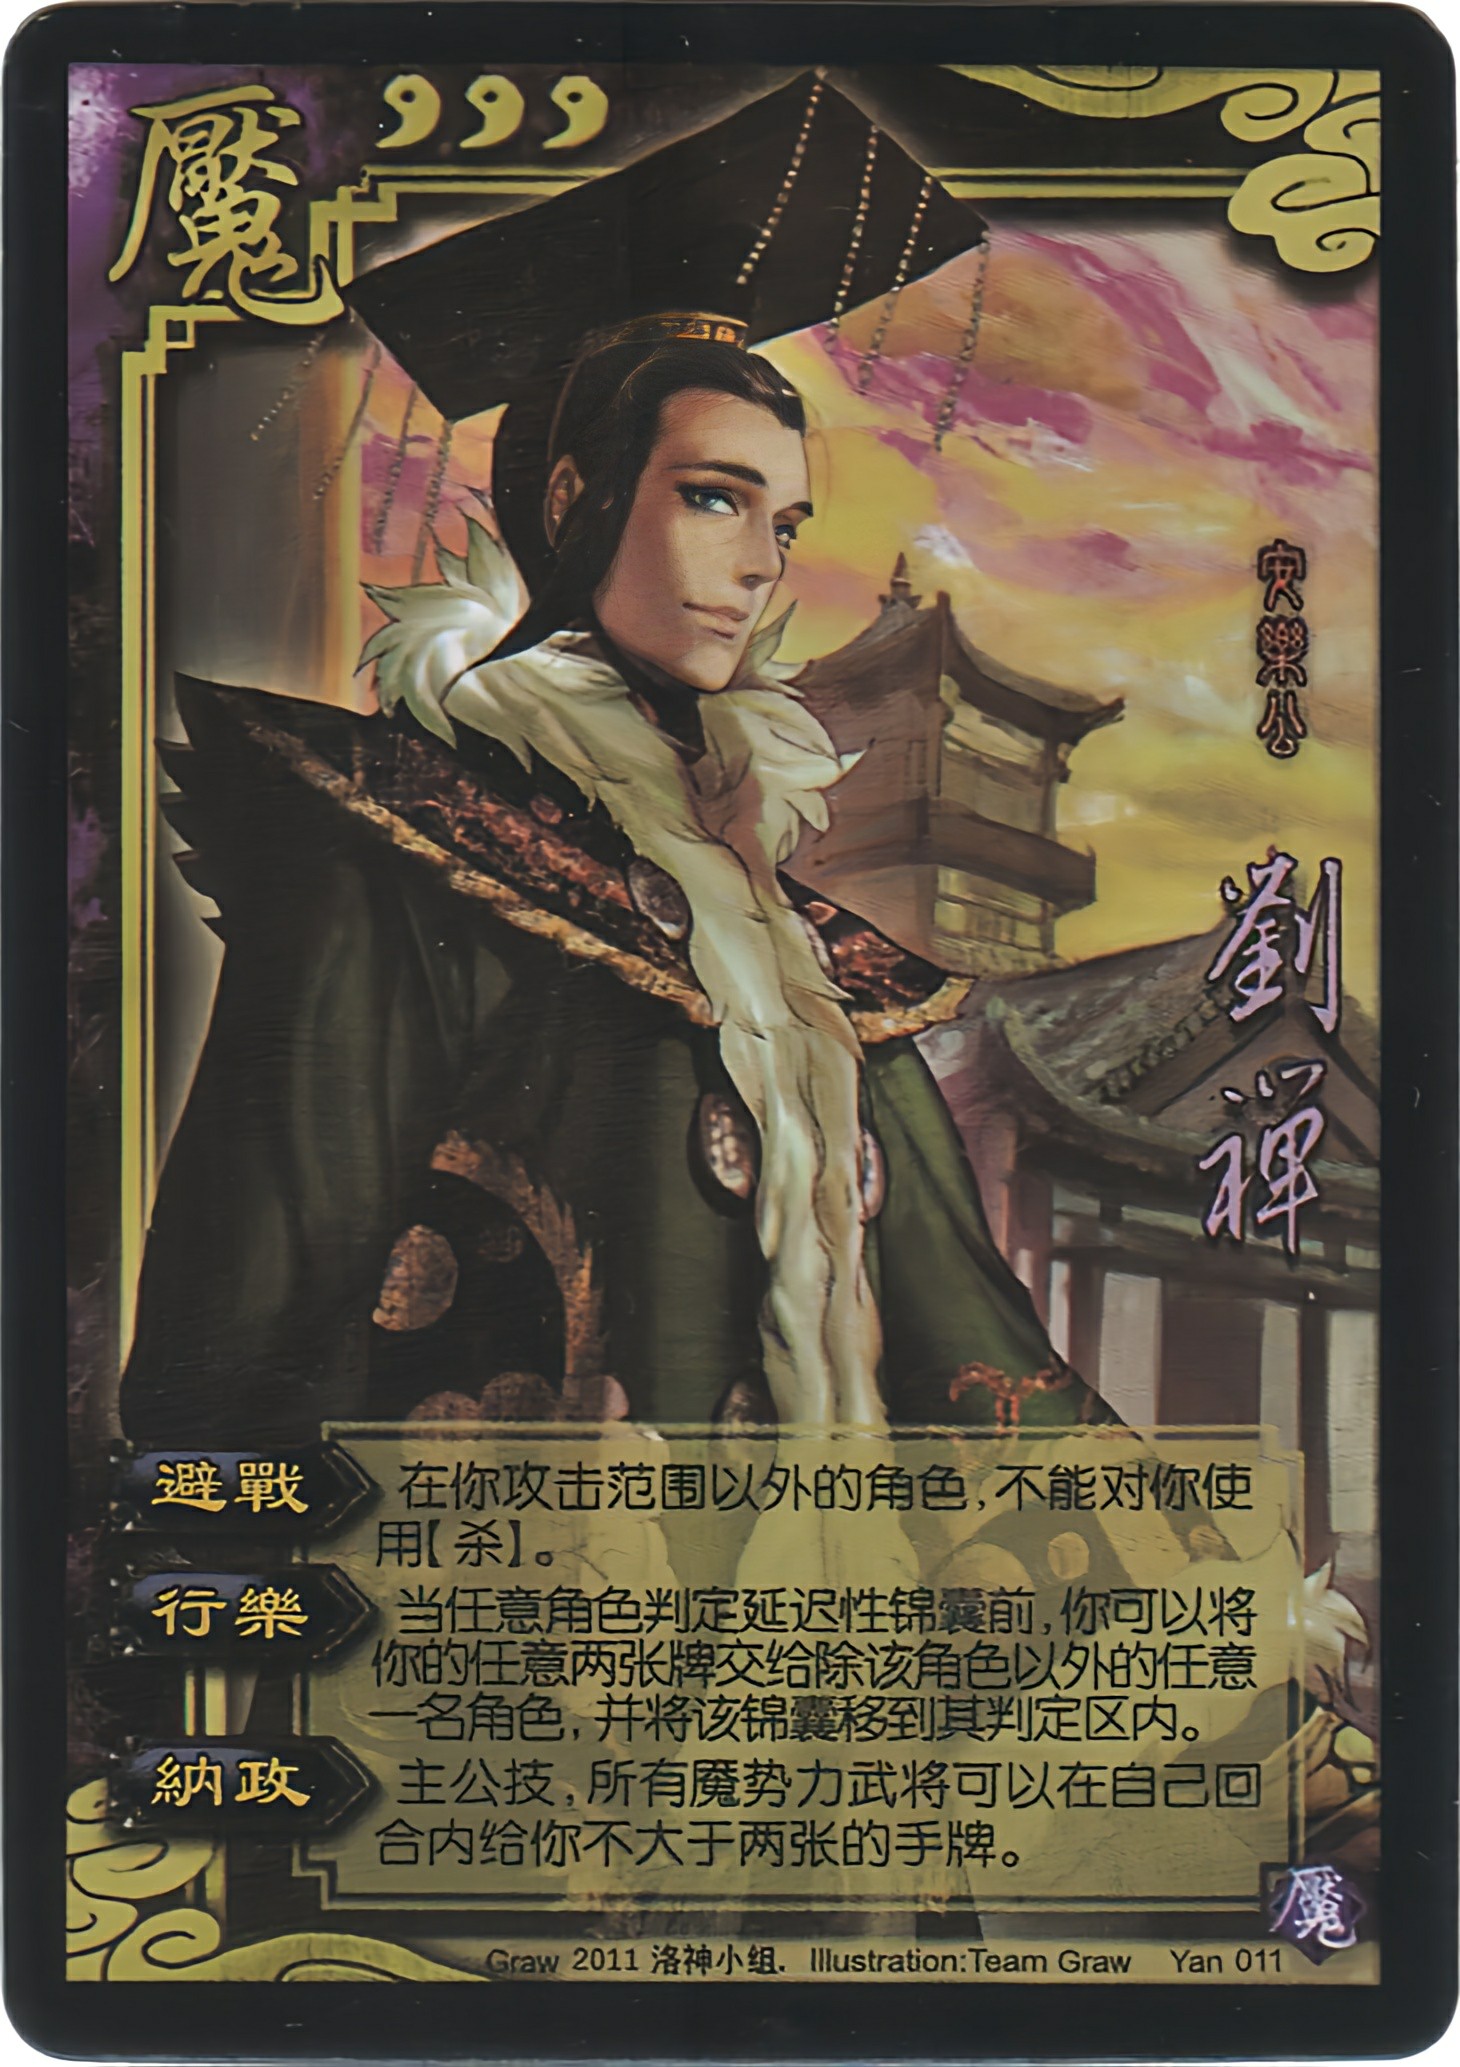 魘
安樂公
劉禪
避戰
在你攻击范围以外的角色，不能对你使
用【杀】。
行樂
当任意角色判定延迟性锦囊前，你可以将
你的任意两张牌交给除该角色以外的任意
一名角色，并将该锦囊移到其判定区内。
納政
主公技，所有魇势力武将可以在自己回
合内给你不大于两张的手牌。
魘
Graw 2011 洛神小组. Illustration:Team Graw Yan 011